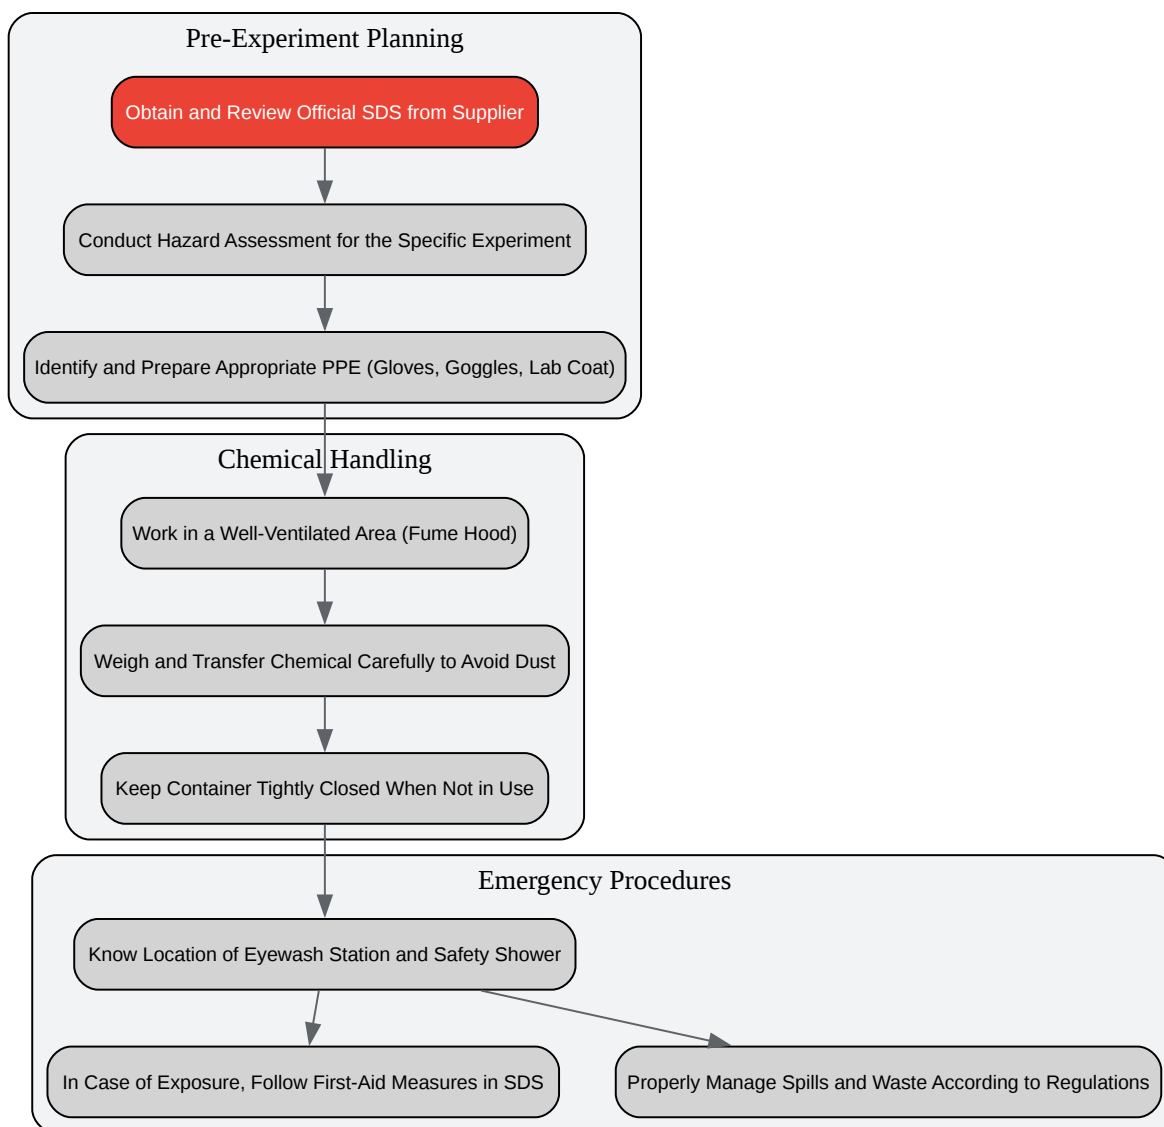 Pre-Experiment Planning
Obtain and Review Official SDS from Supplier
Conduct Hazard Assessment for the Specific Experiment
Identify and Prepare Appropriate PPE (Gloves, Goggles, Lab Coat)
Chemical Handling
Work in a Well-Ventilated Area (Fume Hood)
Weigh and Transfer Chemical Carefully to Avoid Dust
Keep Container Tightly Closed When Not in Use
Emergency Procedures
Know Location of Eyewash Station and Safety Shower
In Case of Exposure, Follow First-Aid Measures in SDS
Properly Manage Spills and Waste According to Regulations